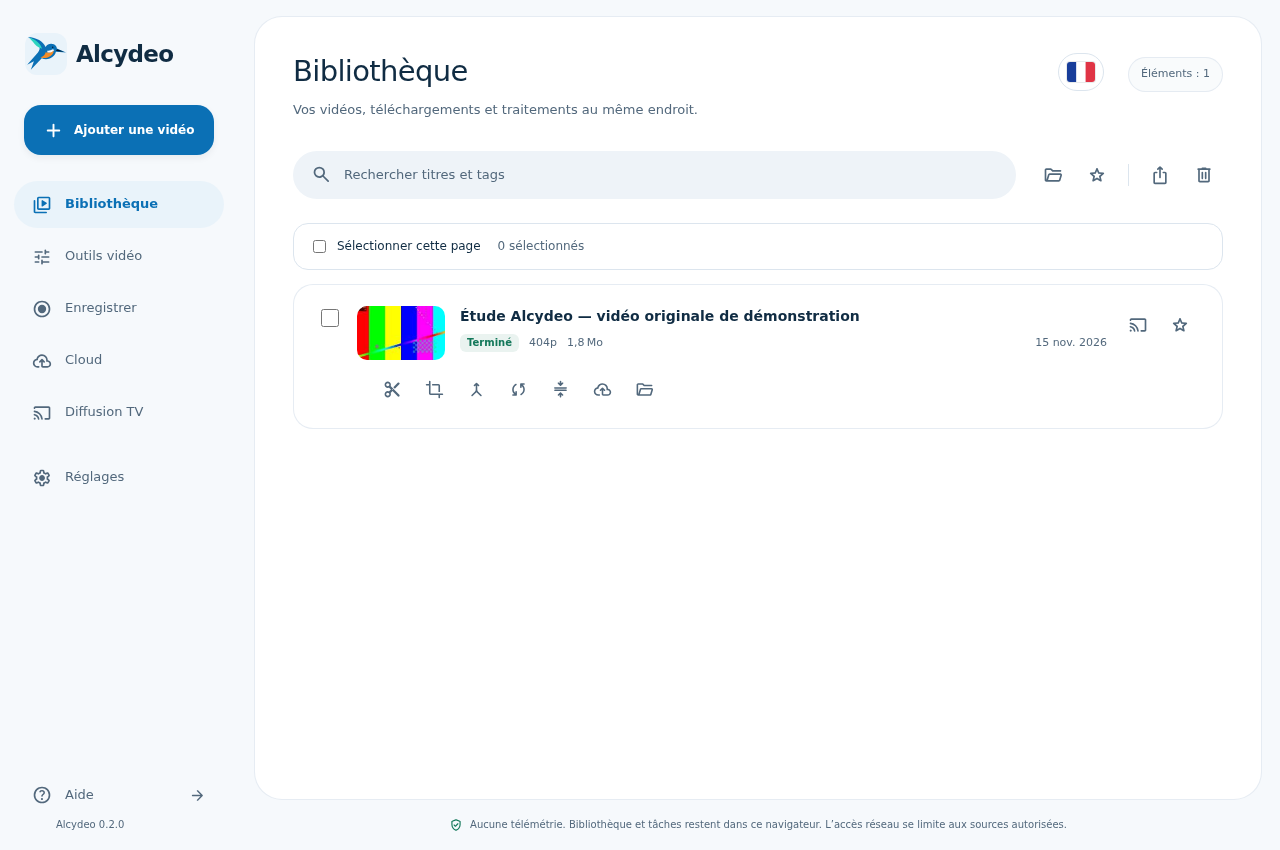 Alcydeo
Ajouter une vidéo
Bibliothèque
Outils vidéo
Enregistrer
Cloud
Diffusion TV
Réglages
Aide
Alcydeo 0.2.0
Bibliothèque
Éléments : 1
Vos vidéos, téléchargements et traitements au même endroit.
Rechercher titres et tags
Sélectionner cette page 0 sélectionnés
Étude Alcydeo — vidéo originale de démonstration
Terminé 404p 1,8 Mo 15 nov. 2026
Aucune télémétrie. Bibliothèque et tâches restent dans ce navigateur. L’accès réseau se limite aux sources autorisées.